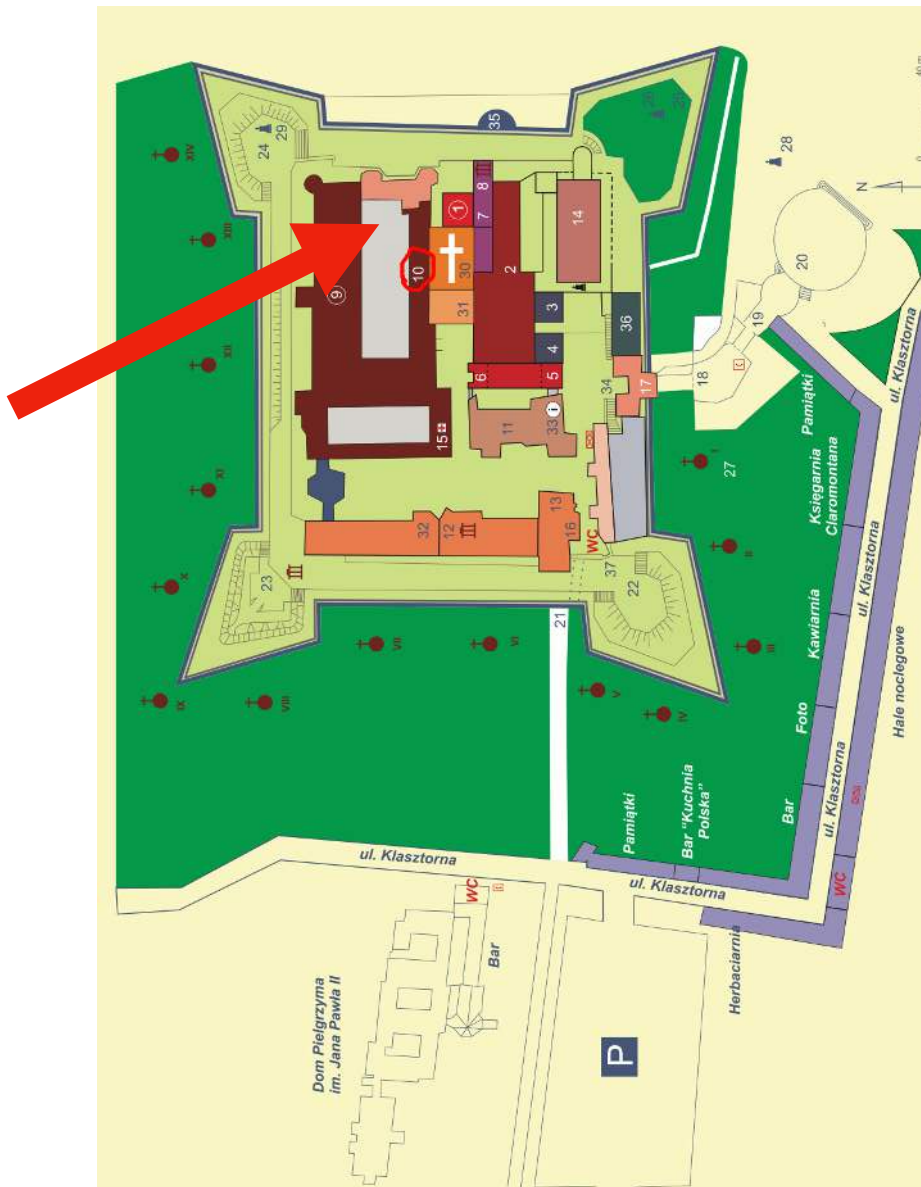 XIV
XIII
XII
XI
X
IX
VIII
VII
VI
V
IV
III
II
I
24
29
35
26
28
9
10
1
7
8
30
31
2
14
3
4
36
6
5
11
33
i
34
17
15
32
12
13
16
WC
37
23
22
21
18
19
20
27
N
0
40 m
Pamiątki
Księgarnia
Claromontana
Kawiarnia
Foto
Bar
ul. Klasztorna
ul. Klasztorna
ul. Klasztorna
ul. Klasztorna
ul. Klasztorna
Hale noclegowe
WC
Pamiątki
Bar "Kuchnia
Polska"
Herbaciarnia
WC
Bar
Dom Pielgrzyma
im. Jana Pawła II
P